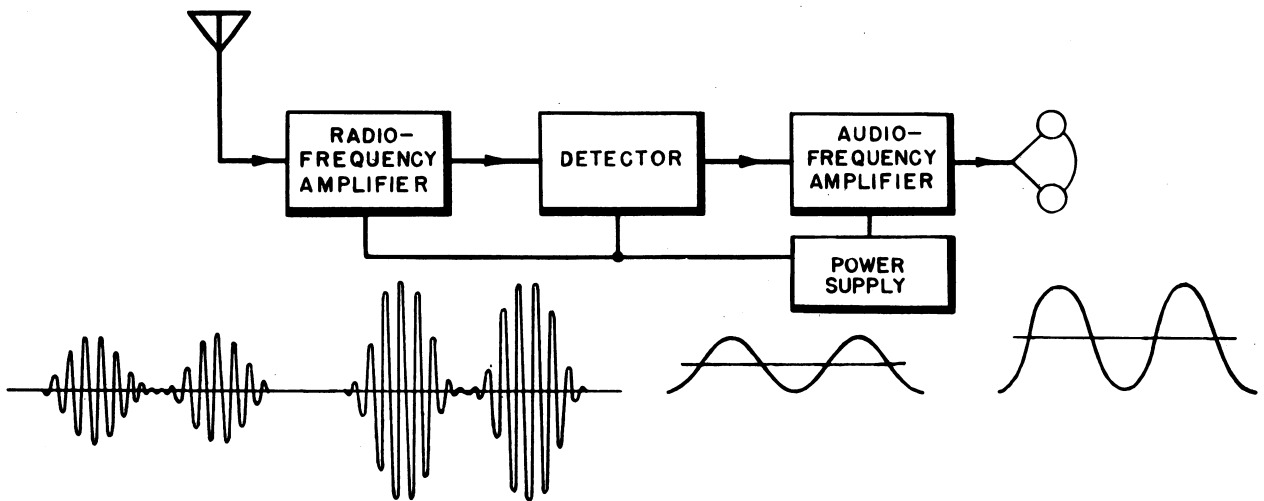 RADIO-
FREQUENCY
AMPLIFIER
DETECTOR
AUDIO-
FREQUENCY
AMPLIFIER
POWER
SUPPLY